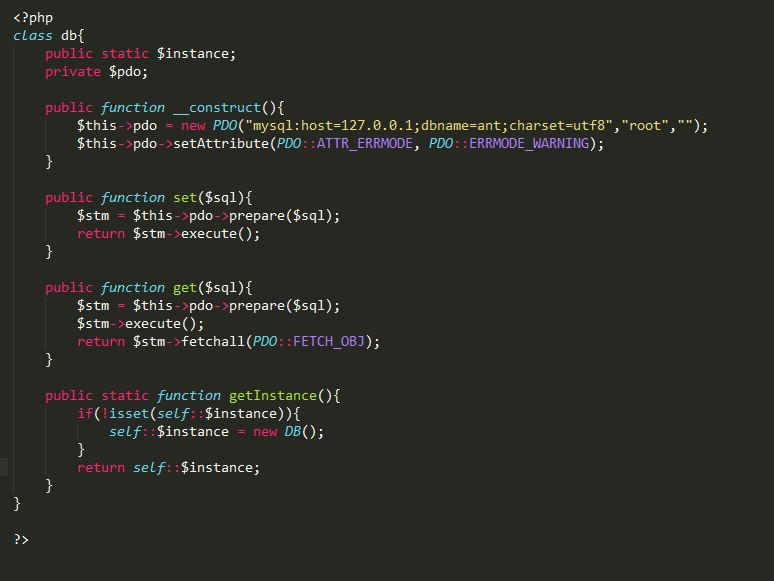 <?php
class db{
    public static $instance;
    private $pdo;

    public function __construct(){
        $this->pdo = new PDO("mysql:host=127.0.0.1;dbname=ant;charset=utf8","root","");
        $this->pdo->setAttribute(PDO::ATTR_ERRMODE, PDO::ERRMODE_WARNING);
    }

    public function set($sql){
        $stm = $this->pdo->prepare($sql);
        return $stm->execute();
    }

    public function get($sql){
        $stm = $this->pdo->prepare($sql);
        $stm->execute();
        return $stm->fetchall(PDO::FETCH_OBJ);
    }

    public static function getInstance(){
        if(!isset(self::$instance)){
            self::$instance = new DB();
        }
        return self::$instance;
    }
}

?>